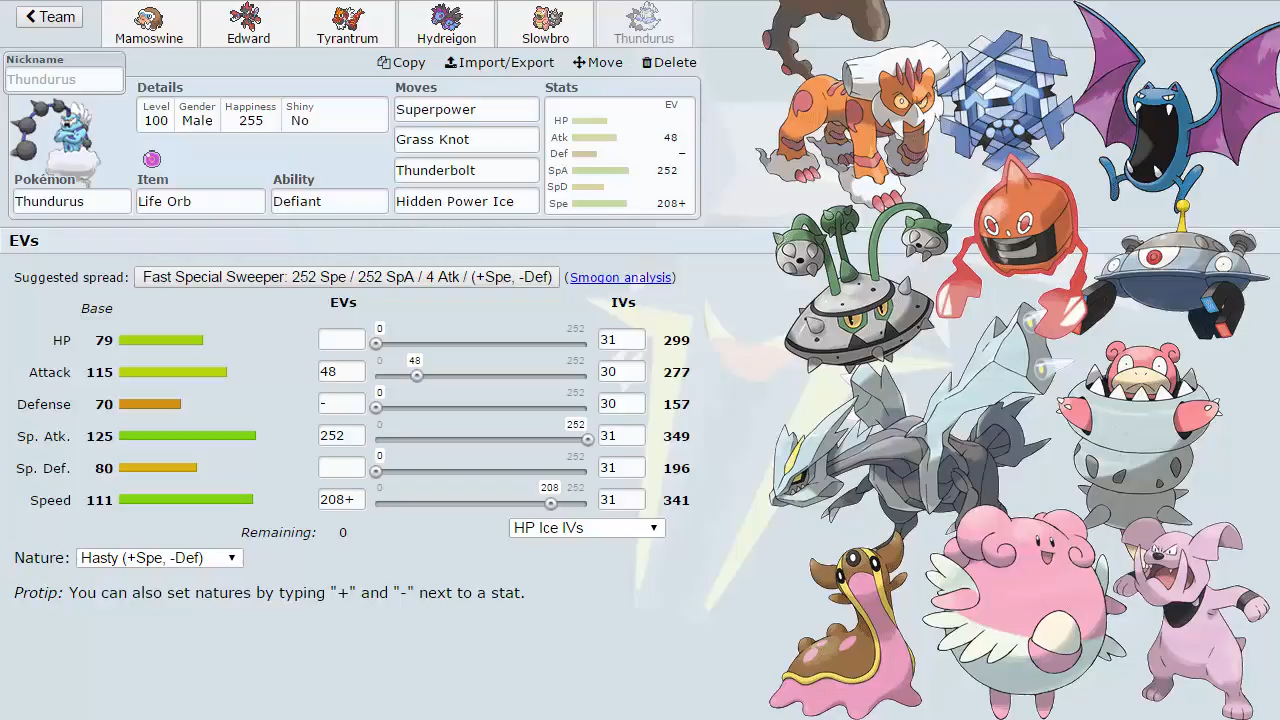 Team
Mamoswine
Edward
Tyrantrum
Hydreigon
Slowbro
Thundurus
Nickname
Thundurus
Copy
Import/Export
Move
Delete
Details
Moves
Stats
Level
100
Gender
Male
Happiness
255
Shiny
No
Superpower
Grass Knot
Thunderbolt
Hidden Power Ice
EV
HP
Atk 48
Def −
SpA 252
SpD
Spe 208+
Pokémon
Thundurus
Item
Life Orb
Ability
Defiant
EVs
Suggested spread: Fast Special Sweeper: 252 Spe / 252 SpA / 4 Atk / (+Spe, -Def) (Smogon analysis)
Base EVs IVs
0 252
HP 79 31 299
0 48 252
Attack 115 48 30 277
0 252
Defense 70 - 30 157
0 252
Sp. Atk. 125 252 31 349
0 252
Sp. Def. 80 31 196
0 208 252
Speed 111 208+ 31 341
Remaining: 0 HP Ice IVs
Nature: Hasty (+Spe, -Def)
Protip: You can also set natures by typing "+" and "-" next to a stat.